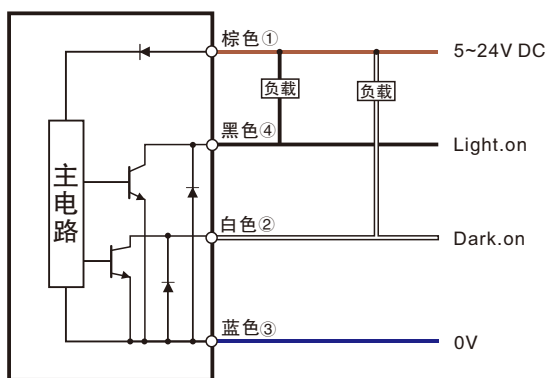 棕色①
5~24V DC
负载
负载
黑色④
Light.on
主电路
白色②
Dark.on
蓝色③
0V